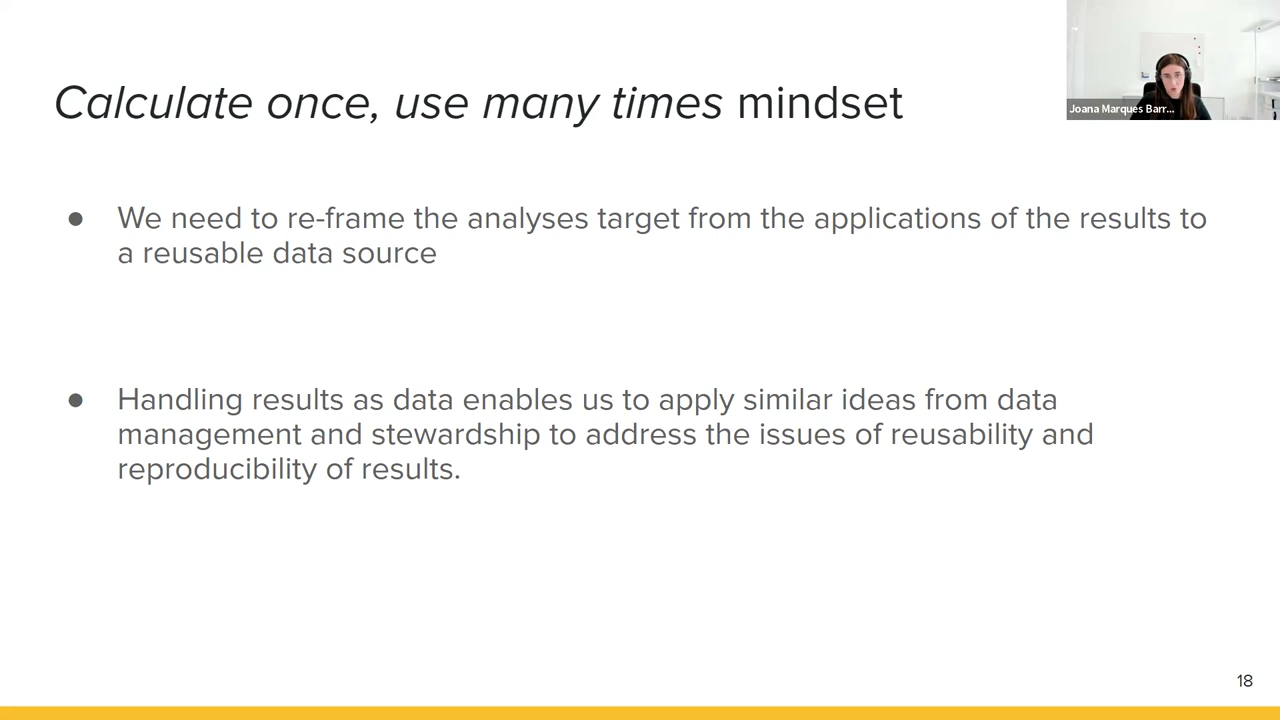 Calculate once, use many times mindset
Joana Marques Barr...
● We need to re-frame the analyses target from the applications of the results to
a reusable data source
● Handling results as data enables us to apply similar ideas from data
management and stewardship to address the issues of reusability and
reproducibility of results.
18